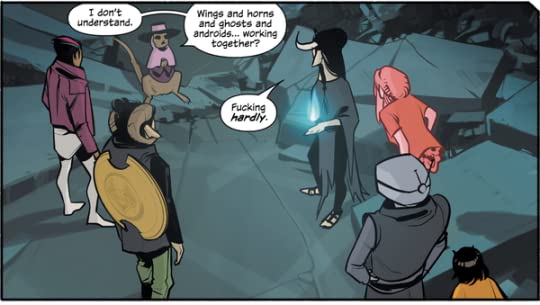 I don't
understand.
Wings and horns
and ghosts and
androids... working
together?
Fucking
hardly.